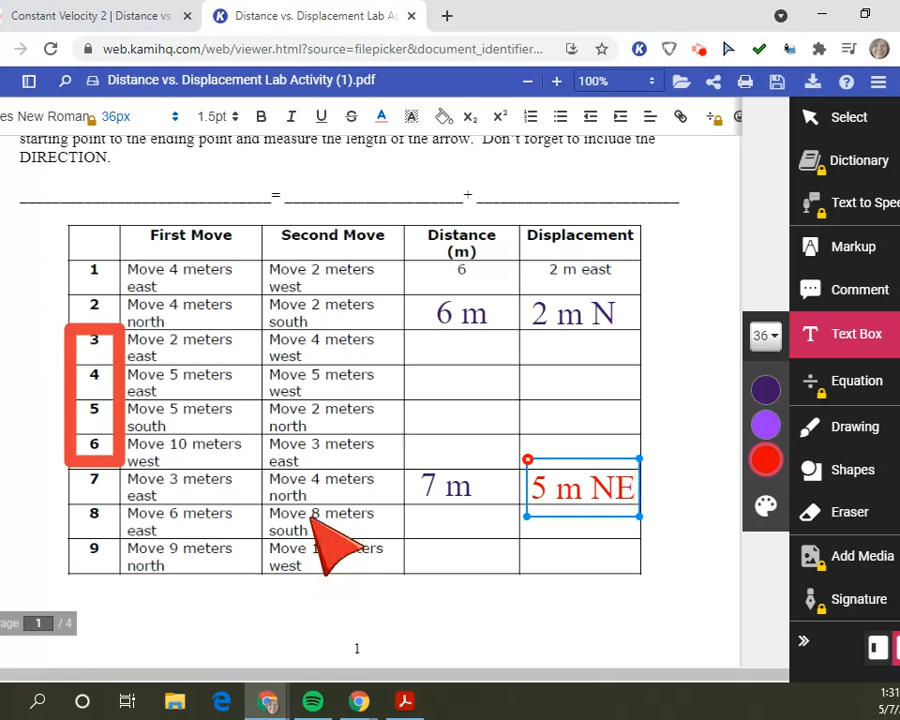 Constant Velocity 2 | Distance vs
Distance vs. Displacement Lab Ac
web.kamihq.com/web/viewer.html?source=filepicker&document_identifier...
Distance vs. Displacement Lab Activity (1).pdf
100%
es New Roman 36px 1.5pt B I U S A A X₂ X²
starting point to the ending point and measure the length of the arrow. Don't forget to include the
DIRECTION.
_____________________________= _______________________+ __________________________
First Move Second Move Distance (m) Displacement
1 Move 4 meters east Move 2 meters west 6 2 m east
2 Move 4 meters north Move 2 meters south 6 m 2 m N
3 Move 2 meters east Move 4 meters west
4 Move 5 meters east Move 5 meters west
5 Move 5 meters south Move 2 meters north
6 Move 10 meters west Move 3 meters east
7 Move 3 meters east Move 4 meters north 7 m 5 m NE
8 Move 6 meters east Move 8 meters south
9 Move 9 meters north Move west
1
age 1 / 4
Select
Dictionary
Text to Spee
Markup
Comment
Text Box
36
Equation
Drawing
Shapes
Eraser
Add Media
Signature
1:31
5/7/